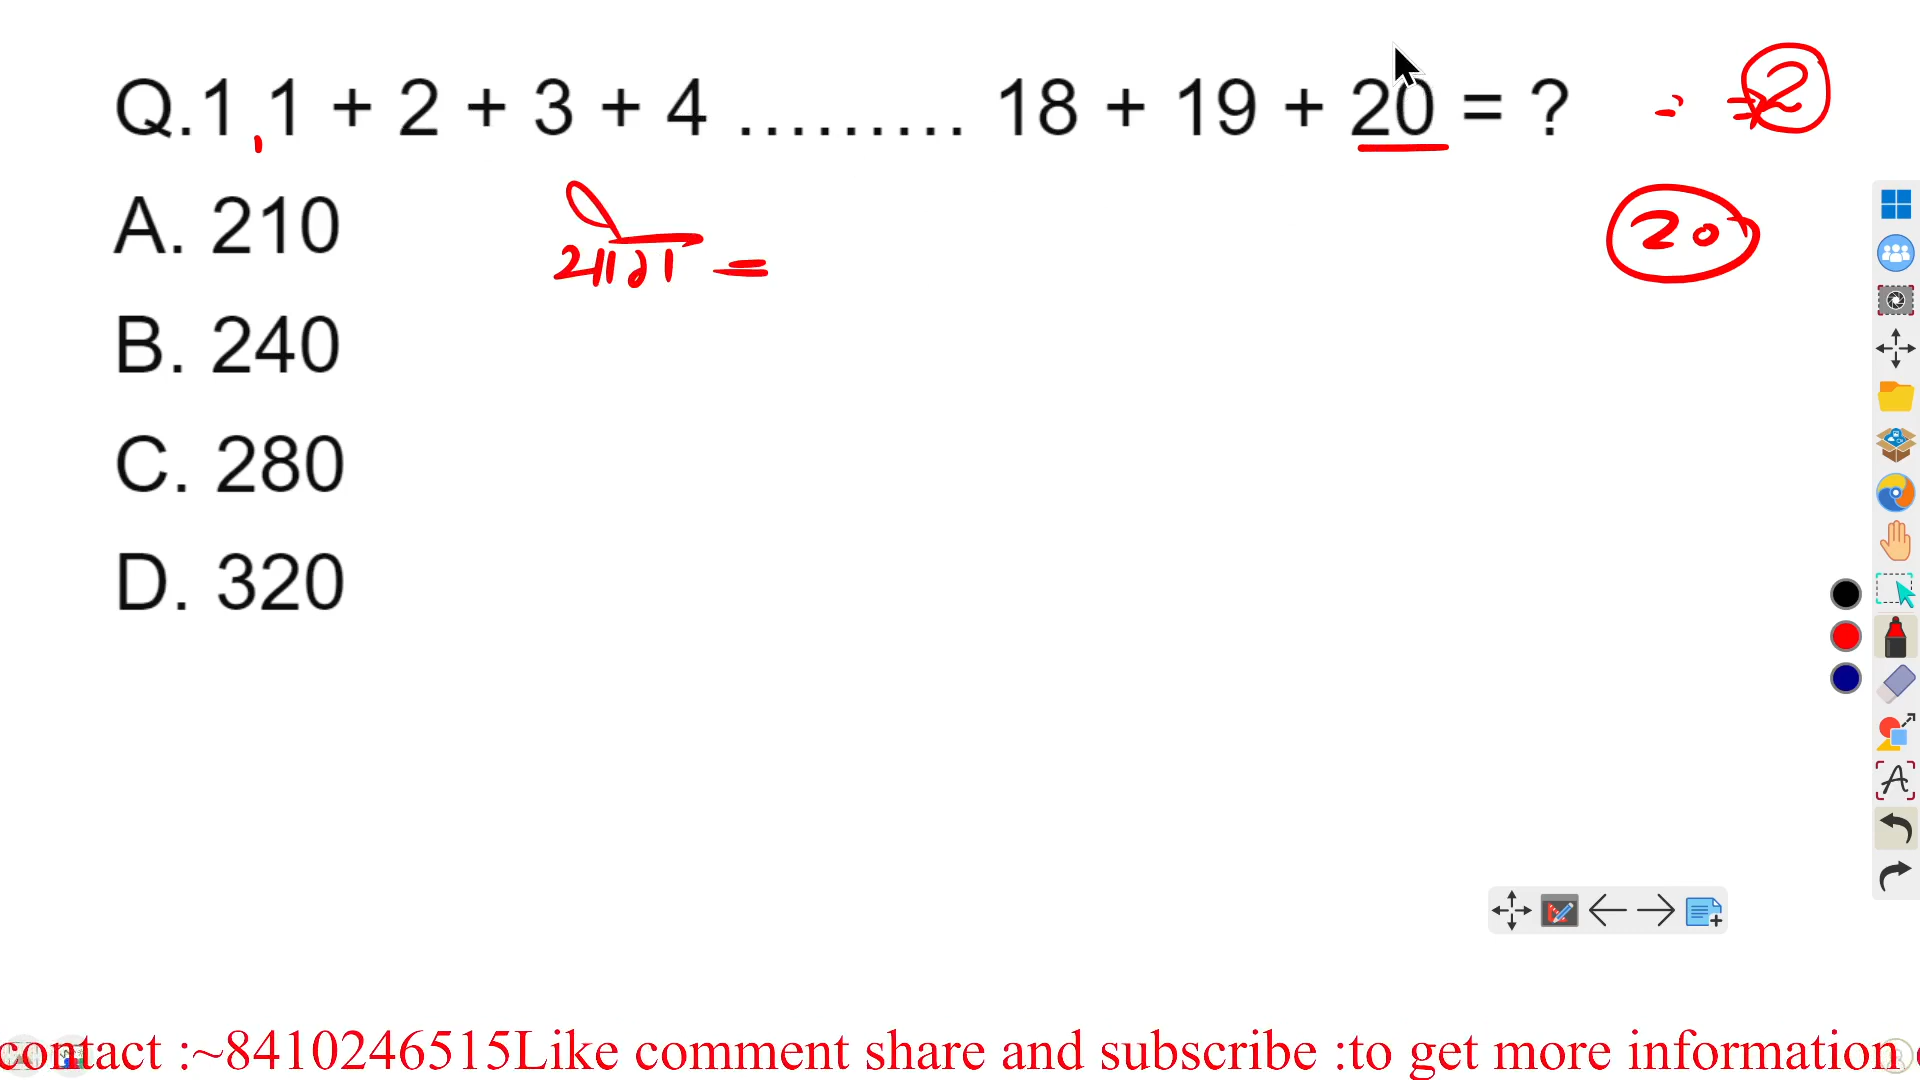 Q.1 1 + 2 + 3 + 4 ......... 18 + 19 + 20 = ? = 2
A. 210
20
योग =
B. 240
C. 280
D. 320
contact :~8410246515Like comment share and subscribe :to get more information